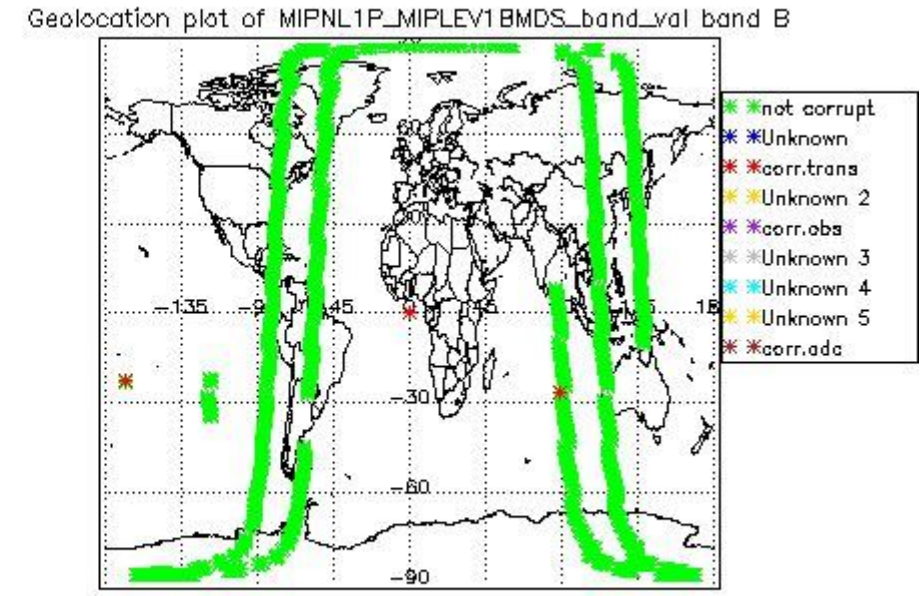 Geolocation plot of MIPNL1P_MIPLEV1BMDS_band_val band B
not corrupt
Unknown
corr.trans
Unknown 2
corr.obs
Unknown 3
Unknown 4
Unknown 5
corr.adc
60
-135
-30
-60
-90